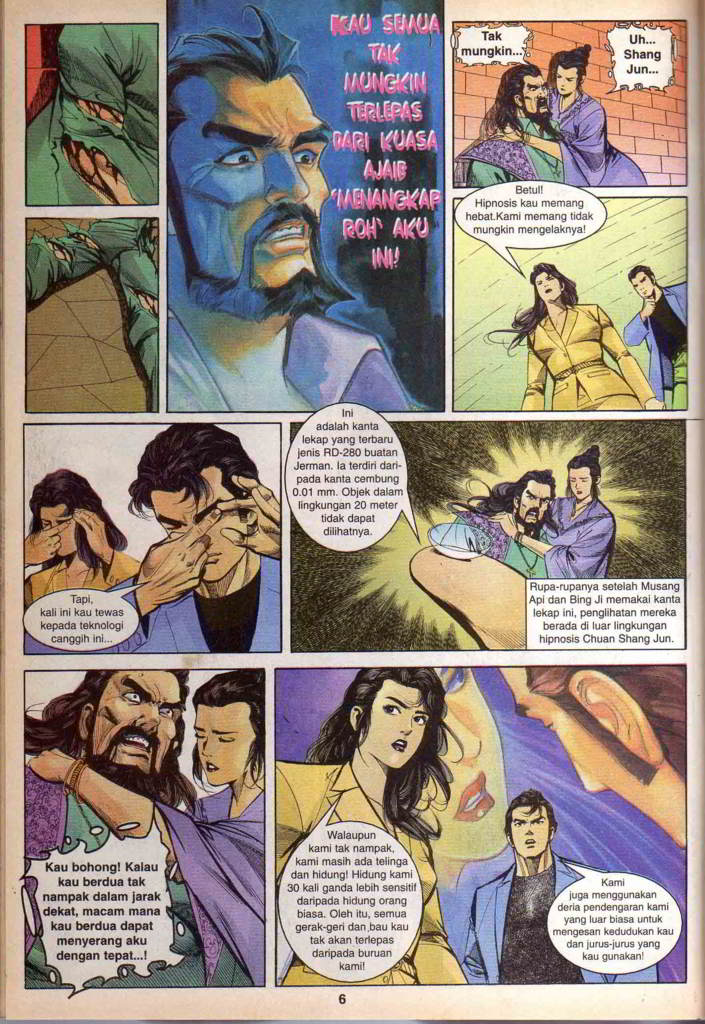 KAU SEMUA
TAK
MUNGKIN
TERLEPAS
DARI KUASA
AJAIB
'MENANGKAP
ROH' AKU
INI!
Tak
mungkin...
Uh...
Shang
Jun...
Betul!
Hipnosis kau memang
hebat.Kami memang tidak
mungkin mengelaknya!
Tapi,
kali ini kau tewas
kepada teknologi
canggih ini...
Ini
adalah kanta
lekap yang terbaru
jenis RD-280 buatan
Jerman. Ia terdiri dari-
pada kanta cembung
0.01 mm. Objek dalam
lingkungan 20 meter
tidak dapat
dilihatnya.
Rupa-rupanya setelah Musang
Api dan Bing Ji memakai kanta
lekap ini, penglihatan mereka
berada di luar lingkungan
hipnosis Chuan Shang Jun.
Kau bohong! Kalau
kau berdua tak
nampak dalam jarak
dekat, macam mana
kau berdua dapat
menyerang aku
dengan tepat...!
Walaupun
kami tak nampak,
kami masih ada telinga
dan hidung! Hidung kami
30 kali ganda lebih sensitif
daripada hidung orang
biasa. Oleh itu, semua
gerak-geri dan,bau kau
tak akan terlepas
daripada buruan
kami!
Kami
juga menggunakan
deria pendengaran kami
yang luar biasa untuk
mengesan kedudukan kau
dan jurus-jurus yang
kau gunakan!
6